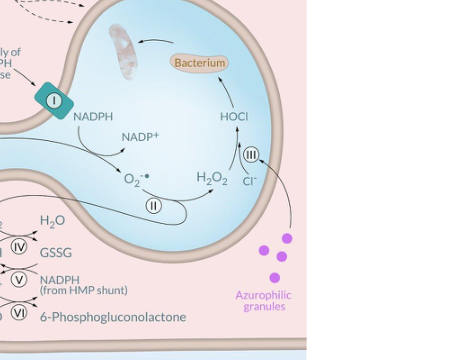 ly of
PH
se
Bacterium
I
NADPH
HOCl
NADP⁺
III
O₂⁻•
H₂O₂
Cl⁻
II
H₂O
IV
GSSG
V
NADPH
(from HMP shunt)
VI
6-Phosphogluconolactone
Azurophilic
granules